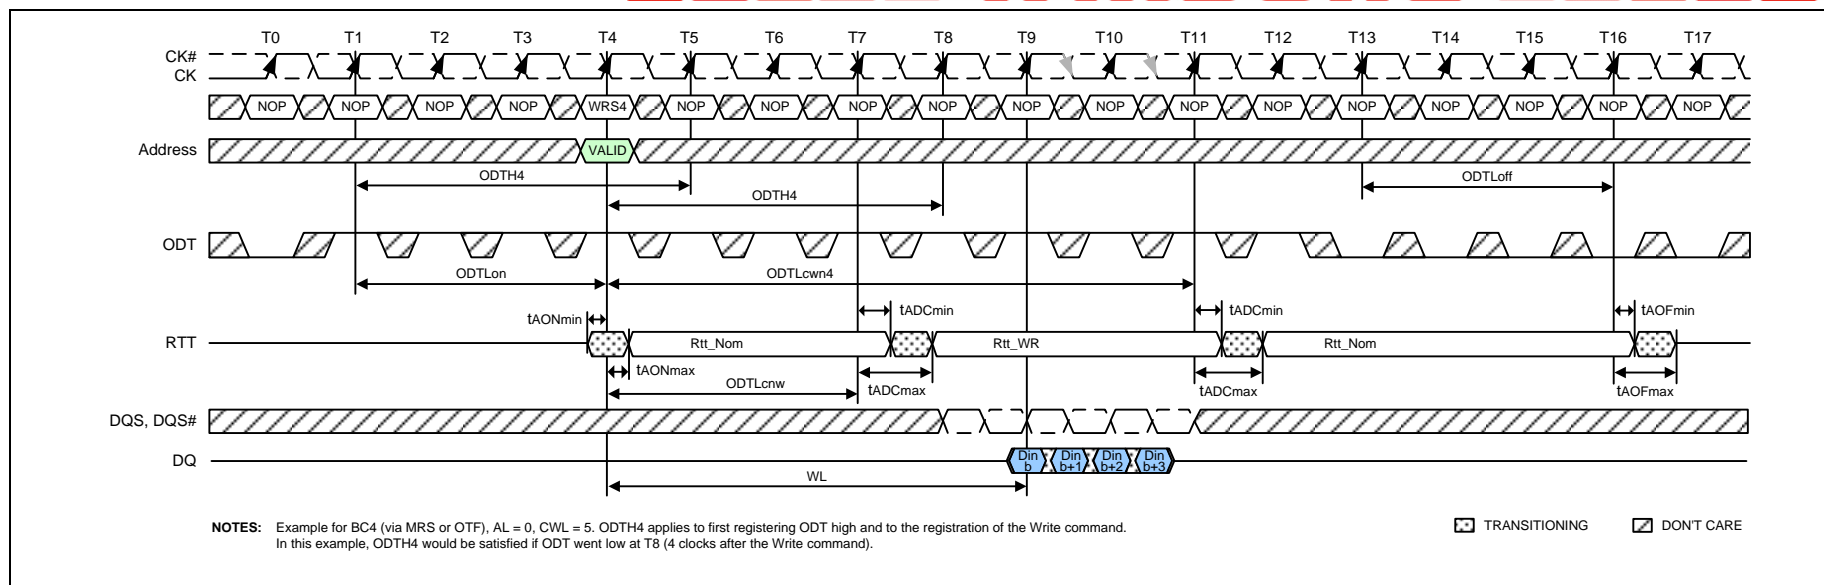 T0 T1 T2 T3 T4 T5 T6 T7 T8 T9 T10 T11 T12 T13 T14 T15 T16 T17
CK#
CK
NOP NOP NOP NOP WRS4 NOP NOP NOP NOP NOP NOP NOP NOP NOP NOP NOP NOP NOP
Address VALID
ODTH4 ODTLoff
ODTH4
ODT
ODTLon ODTLcwn4
tAONmin tADCmin tADCmin tAOFmin
RTT Rtt_Nom Rtt_WR Rtt_Nom
tAONmax
ODTLcnw tADCmax tADCmax tAOFmax
DQS, DQS#
DQ Din b Din b+1 Din b+2 Din b+3
WL
NOTES: Example for BC4 (via MRS or OTF), AL = 0, CWL = 5. ODTH4 applies to first registering ODT high and to the registration of the Write command.
In this example, ODTH4 would be satisfied if ODT went low at T8 (4 clocks after the Write command).
TRANSITIONING DON'T CARE